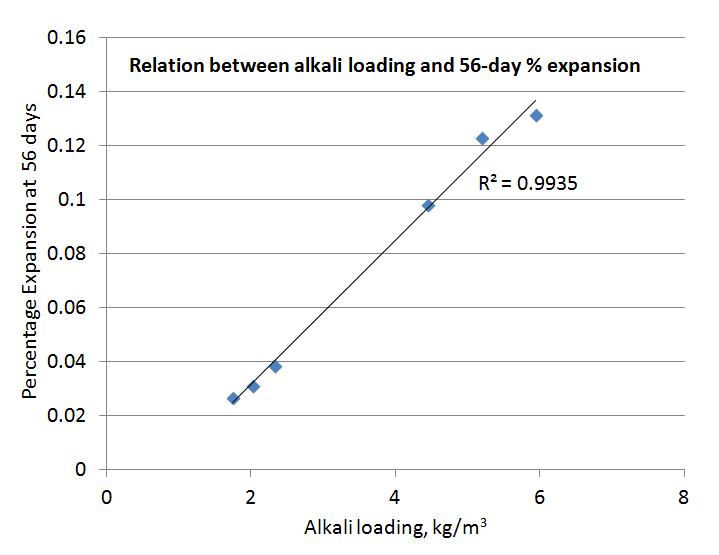 Relation between alkali loading and 56-day % expansion
Percentage Expansion at 56 days
0.16
0.14
0.12
0.1
0.08
0.06
0.04
0.02
0
R² = 0.9935
0 2 4 6 8
Alkali loading, kg/m³